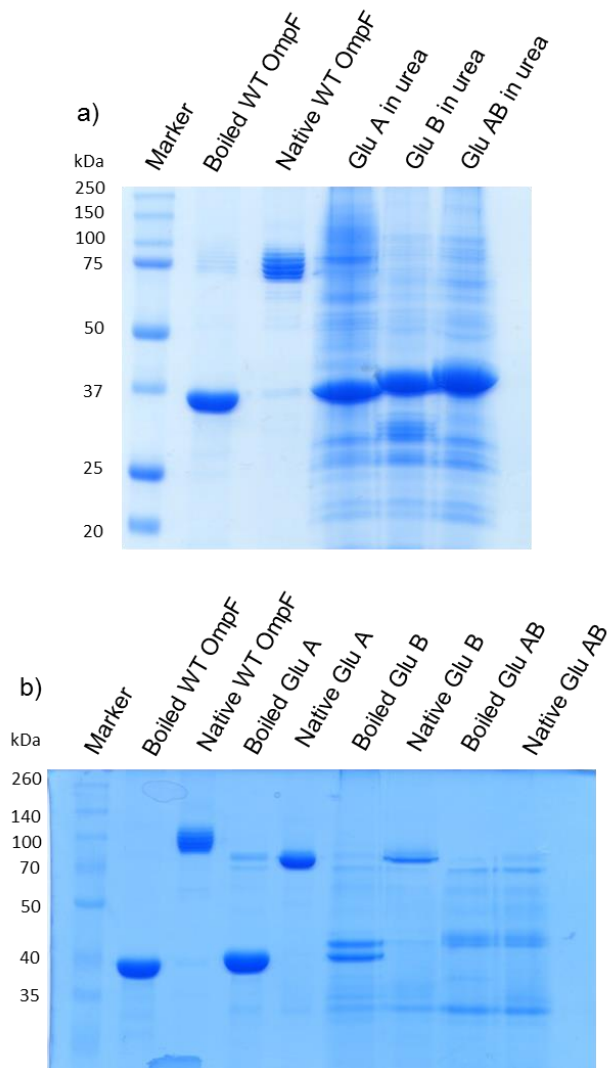 a)
Marker
Boiled WT OmpF
Native WT OmpF
Glu A in urea
Glu B in urea
Glu AB in urea
kDa
250
150
100
75
50
37
25
20
b)
Marker
Boiled WT OmpF
Native WT OmpF
Boiled Glu A
Native Glu A
Boiled Glu B
Native Glu B
Boiled Glu AB
Native Glu AB
kDa
260
140
100
70
50
40
35